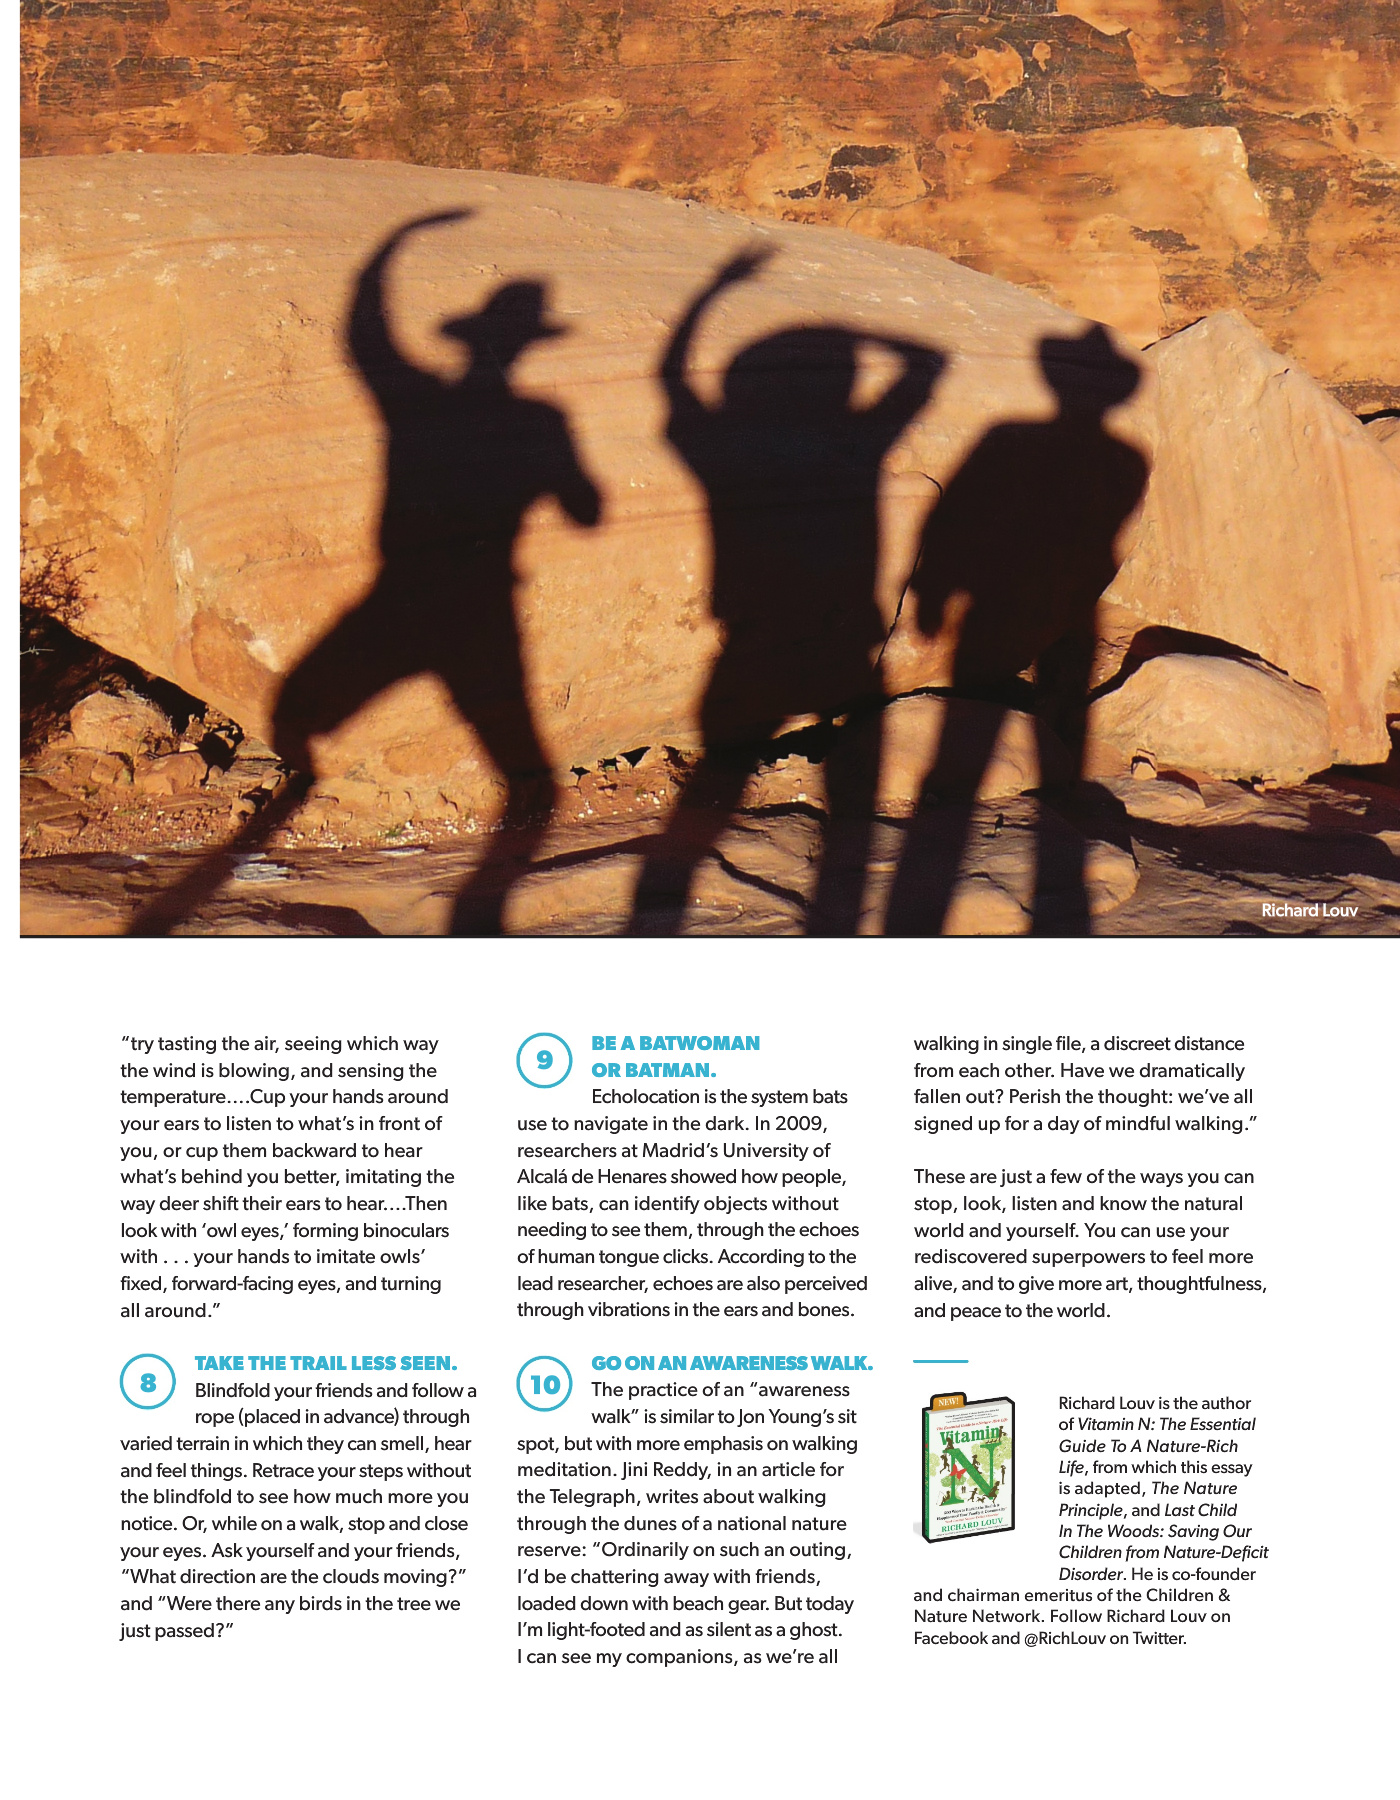 Richard Louv
“try tasting the air, seeing which way
the wind is blowing, and sensing the
temperature….Cup your hands around
your ears to listen to what’s in front of
you, or cup them backward to hear
what’s behind you better, imitating the
way deer shift their ears to hear….Then
look with ‘owl eyes,’ forming binoculars
with . . . your hands to imitate owls’
fixed, forward-facing eyes, and turning
all around.”
8
TAKE THE TRAIL LESS SEEN.
Blindfold your friends and follow a
rope (placed in advance) through
varied terrain in which they can smell, hear
and feel things. Retrace your steps without
the blindfold to see how much more you
notice. Or, while on a walk, stop and close
your eyes. Ask yourself and your friends,
“What direction are the clouds moving?”
and “Were there any birds in the tree we
just passed?”
9
BE A BATWOMAN
OR BATMAN.
Echolocation is the system bats
use to navigate in the dark. In 2009,
researchers at Madrid’s University of
Alcalá de Henares showed how people,
like bats, can identify objects without
needing to see them, through the echoes
of human tongue clicks. According to the
lead researcher, echoes are also perceived
through vibrations in the ears and bones.
10
GO ON AN AWARENESS WALK.
The practice of an “awareness
walk” is similar to Jon Young’s sit
spot, but with more emphasis on walking
meditation. Jini Reddy, in an article for
the Telegraph, writes about walking
through the dunes of a national nature
reserve: “Ordinarily on such an outing,
I’d be chattering away with friends,
loaded down with beach gear. But today
I’m light-footed and as silent as a ghost.
I can see my companions, as we’re all
walking in single file, a discreet distance
from each other. Have we dramatically
fallen out? Perish the thought: we’ve all
signed up for a day of mindful walking.”
These are just a few of the ways you can
stop, look, listen and know the natural
world and yourself. You can use your
rediscovered superpowers to feel more
alive, and to give more art, thoughtfulness,
and peace to the world.
NEW!
Vitamin
N
RICHARD LOUV
Richard Louv is the author
of Vitamin N: The Essential
Guide To A Nature-Rich
Life, from which this essay
is adapted, The Nature
Principle, and Last Child
In The Woods: Saving Our
Children from Nature-Deficit
Disorder. He is co-founder
and chairman emeritus of the Children &
Nature Network. Follow Richard Louv on
Facebook and @RichLouv on Twitter.